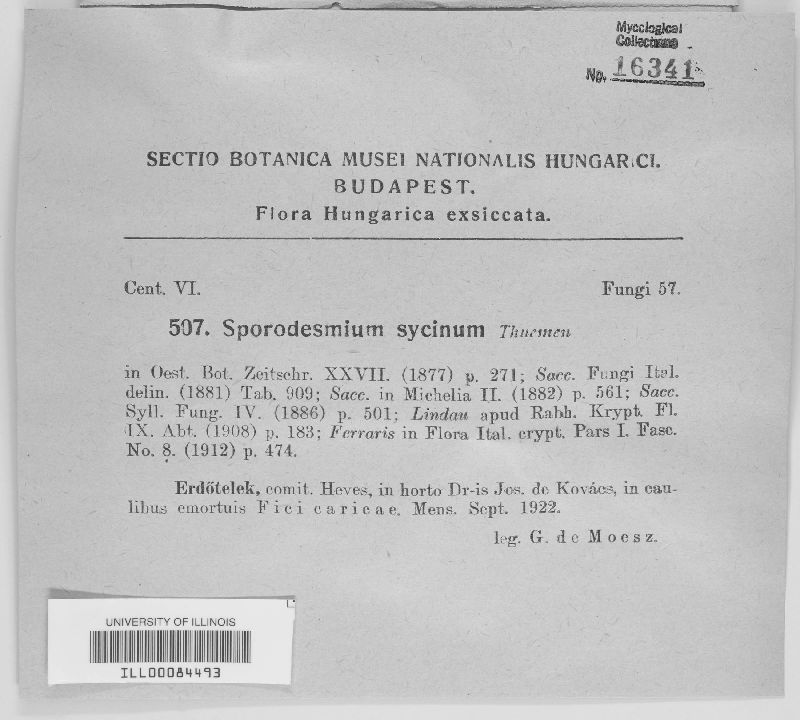 Mycological
Collections
No. 16341
SECTIO BOTANICA MUSEI NATIONALIS HUNGARICI.
BUDAPEST.
Flora Hungarica exsiccata.
Cent. VI. Fungi 57.
507. Sporodesmium sycinum Thuemen
in Oest. Bot. Zeitschr. XXVII. (1877) p. 271; Sacc. Fungi Ital.
delin. (1881) Tab. 909; Sacc. in Michelia II. (1882) p. 561; Sacc.
Syll. Fung. IV. (1886) p. 501; Lindau apud Rabh. Krypt. Fl.
IX. Abt. (1908) p. 183; Ferraris in Flora Ital. crypt. Pars I. Fasc.
No. 8. (1912) p. 474.
Erdőtelek, comit. Heves, in horto Dr-is Jos. de Kovács, in cau-
libus emortuis Fici caricae. Mens. Sept. 1922.
leg. G. de Moesz.
UNIVERSITY OF ILLINOIS
ILL00084493